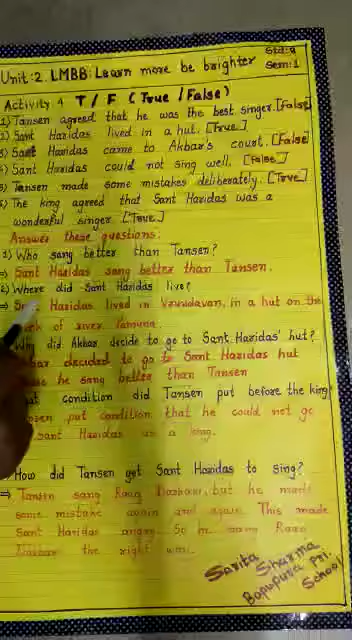 Std: 9
Unit: 2. LMBB: Learn more be brighter Sem: 1
Activity 4 T / F (True / False)
1) Tansen agreed that he was the best singer. [False]
2) Sant Haridas lived in a hut. [True]
3) Sant Haridas came to Akbar's court. [False]
4) Sant Haridas could not sing well. [False]
5) Tansen made some mistakes deliberately. [True]
6) The king agreed that Sant Haridas was a
wonderful singer. [True]
Answer these questions.
1) Who sang better than Tansen?
⇒ Sant Haridas sang better than Tansen.
2) Where did Sant Haridas live?
⇒ Haridas lived in Vrundavan, in a hut on the
of river Yamuna.
Why did Akbar decide to go to Sant Haridas' hut?
decided to go to Sant Haridas hut
he sang better than Tansen
condition did Tansen put before the king
put condition that he could not go
Sant Haridas as a king.
How did Tansen get Sant Haridas to sing?
⇒ Tansen sang Raag Darbari, but he made
some mistake again and again. This made
Sant Haridas angry. So he sang Raag
Darbari the right way.
Sarita Sharma
Bapupura Pri.
School